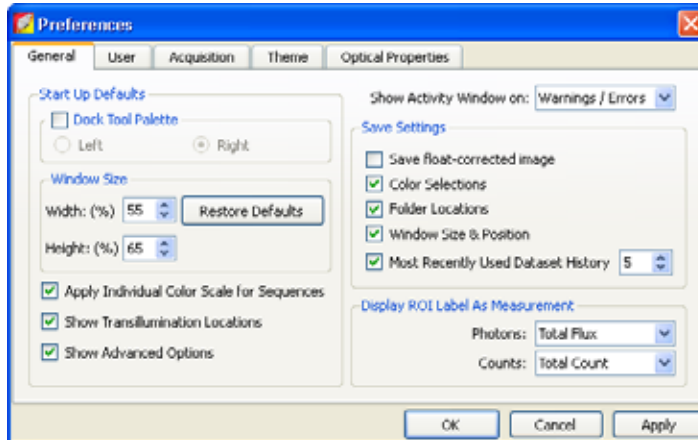 Preferences
General User Acquisition Theme Optical Properties
Start Up Defaults
Dock Tool Palette
Left Right
Window Size
Width: (%) 55 Restore Defaults
Height: (%) 65
Apply Individual Color Scale for Sequences
Show Transillumination Locations
Show Advanced Options
Show Activity Window on: Warnings / Errors
Save Settings
Save float-corrected image
Color Selections
Folder Locations
Window Size & Position
Most Recently Used Dataset History 5
Display ROI Label As Measurement
Photons: Total Flux
Counts: Total Count
OK Cancel Apply